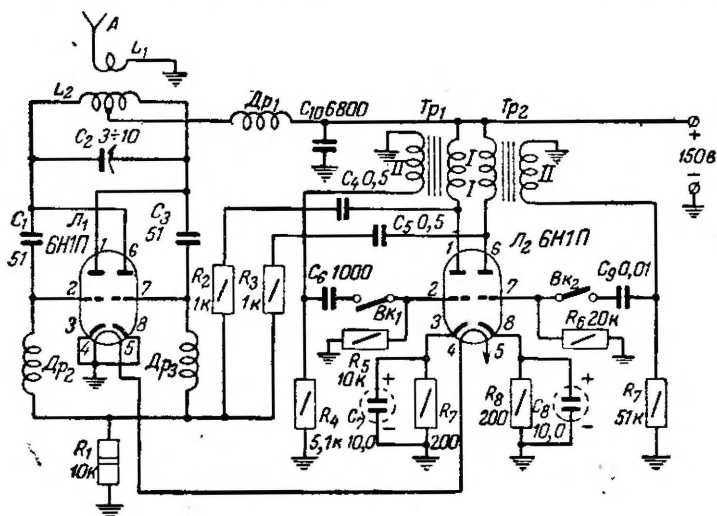 A
L₁
L₂
Др₁
C₁₀ 6800
Тр₁
Тр₂
+
150в
-
C₂ 3÷10
II
I
I
II
C₄ 0,5
C₅ 0,5
C₁
51
Л₁
6Н1П
C₃
51
1
6
2
7
3
8
4
5
R₂
1к
R₃
1к
Л₂ 6Н1П
1
6
C₆ 1000
Вк₁
2
7
Вк₂
C₉ 0,01
3
4
5
8
R₅
10к
R₆ 20к
Др₂
Др₃
R₁
10к
R₄
5,1к
C₇
10,0
+
-
R₇
200
R₈
200
C₈
10,0
+
-
R₇
51к